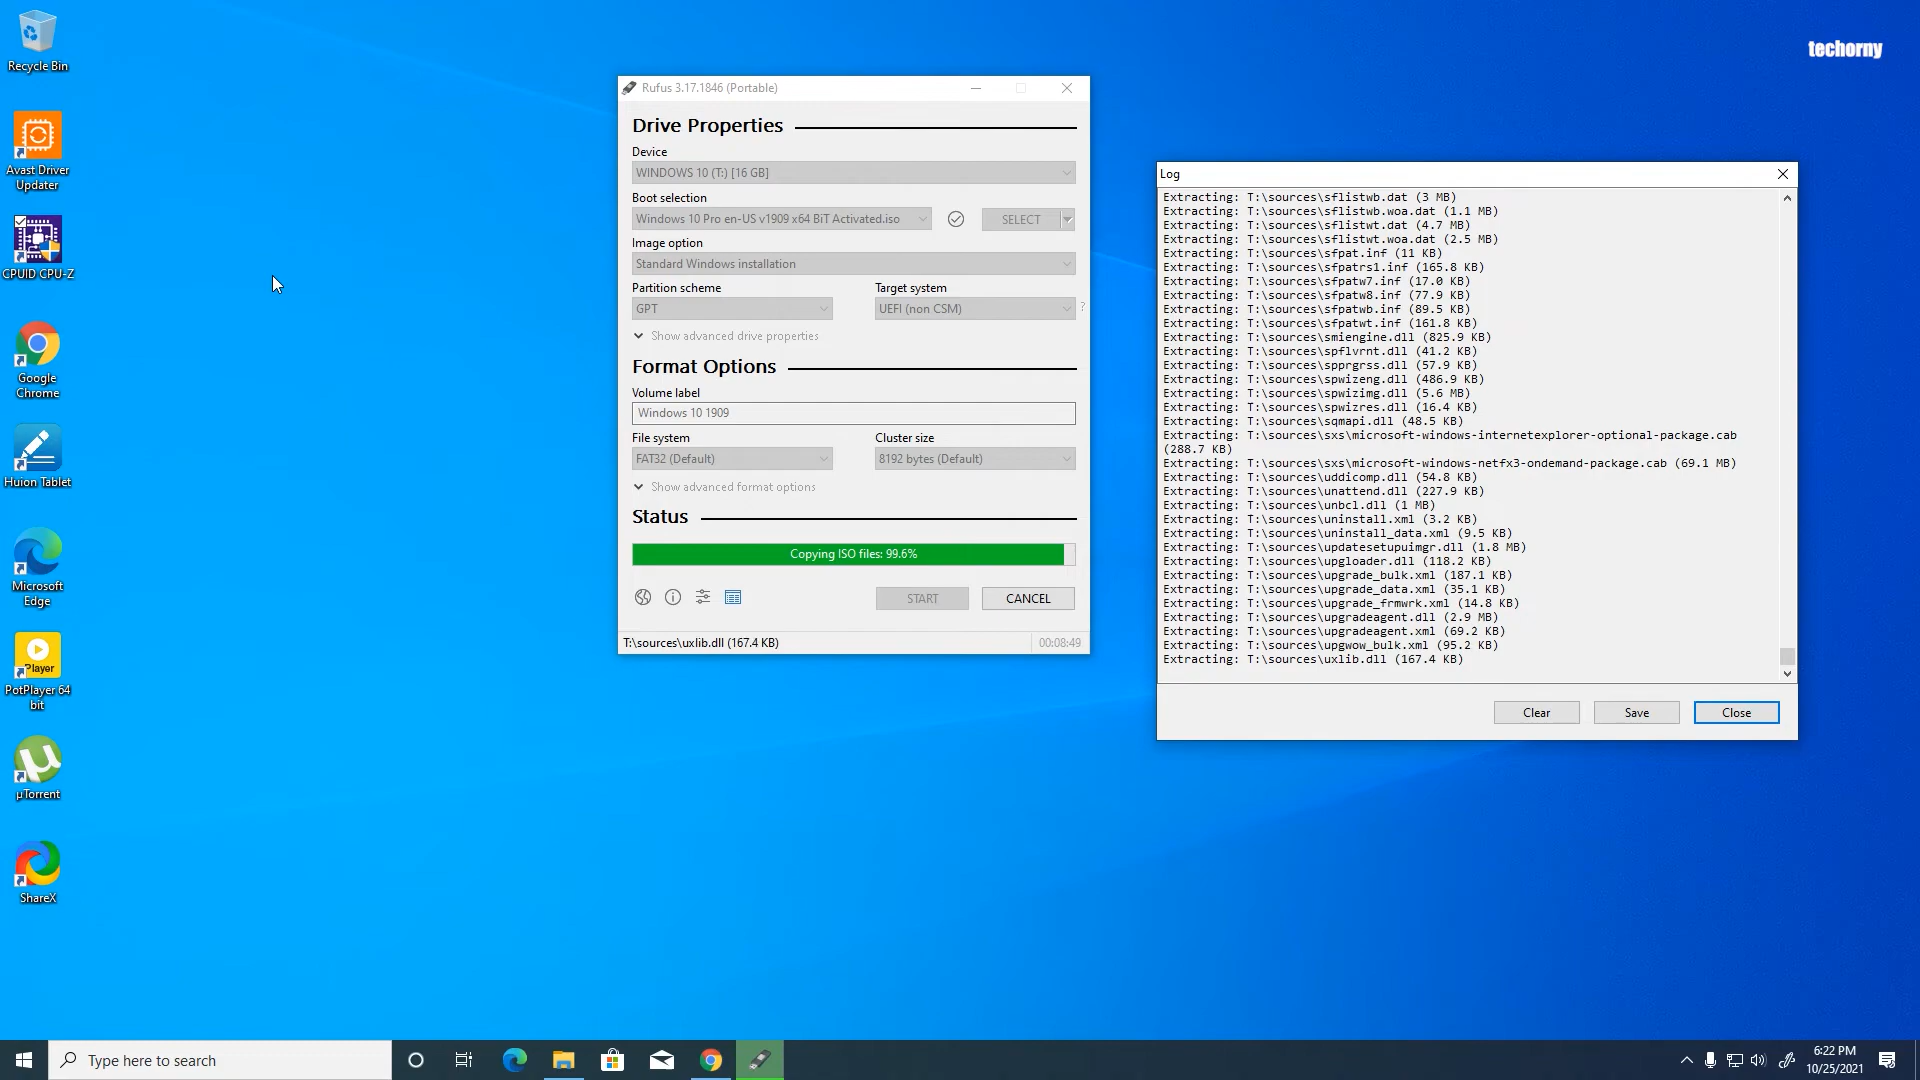 Recycle Bin
Avast Driver
Updater
CPUID CPU-Z
Google
Chrome
Huion Tablet
Microsoft
Edge
Player
PotPlayer 64
bit
µTorrent
ShareX
techorny
Rufus 3.17.1846 (Portable)
Drive Properties
Device
WINDOWS 10 (T:) [16 GB]
Boot selection
Windows 10 Pro en-US v1909 x64 BiT Activated.iso
SELECT
Image option
Standard Windows installation
Partition scheme
Target system
GPT
UEFI (non CSM)
?
Show advanced drive properties
Format Options
Volume label
Windows 10 1909
File system
Cluster size
FAT32 (Default)
8192 bytes (Default)
Show advanced format options
Status
Copying ISO files: 99.6%
START
CANCEL
T:\sources\uxlib.dll (167.4 KB)
00:08:49
Log
Extracting: T:\sources\sflistwb.dat (3 MB)
Extracting: T:\sources\sflistwb.woa.dat (1.1 MB)
Extracting: T:\sources\sflistwt.dat (4.7 MB)
Extracting: T:\sources\sflistwt.woa.dat (2.5 MB)
Extracting: T:\sources\sfpat.inf (11 KB)
Extracting: T:\sources\sfpatrs1.inf (165.8 KB)
Extracting: T:\sources\sfpatw7.inf (17.0 KB)
Extracting: T:\sources\sfpatw8.inf (77.9 KB)
Extracting: T:\sources\sfpatwb.inf (89.5 KB)
Extracting: T:\sources\sfpatwt.inf (161.8 KB)
Extracting: T:\sources\smiengine.dll (825.9 KB)
Extracting: T:\sources\spflvrnt.dll (41.2 KB)
Extracting: T:\sources\spprgrss.dll (57.9 KB)
Extracting: T:\sources\spwizeng.dll (486.9 KB)
Extracting: T:\sources\spwizimg.dll (5.6 MB)
Extracting: T:\sources\spwizres.dll (16.4 KB)
Extracting: T:\sources\sqmapi.dll (48.5 KB)
Extracting: T:\sources\sxs\microsoft-windows-internetexplorer-optional-package.cab
(288.7 KB)
Extracting: T:\sources\sxs\microsoft-windows-netfx3-ondemand-package.cab (69.1 MB)
Extracting: T:\sources\uddicomp.dll (54.8 KB)
Extracting: T:\sources\unattend.dll (227.9 KB)
Extracting: T:\sources\unbcl.dll (1 MB)
Extracting: T:\sources\uninstall.xml (3.2 KB)
Extracting: T:\sources\uninstall_data.xml (9.5 KB)
Extracting: T:\sources\updatesetupuimgr.dll (1.8 MB)
Extracting: T:\sources\upgloader.dll (118.2 KB)
Extracting: T:\sources\upgrade_bulk.xml (187.1 KB)
Extracting: T:\sources\upgrade_data.xml (35.1 KB)
Extracting: T:\sources\upgrade_frmwrk.xml (14.8 KB)
Extracting: T:\sources\upgradeagent.dll (2.9 MB)
Extracting: T:\sources\upgradeagent.xml (69.2 KB)
Extracting: T:\sources\upgwow_bulk.xml (95.2 KB)
Extracting: T:\sources\uxlib.dll (167.4 KB)
Clear
Save
Close
Type here to search
6:22 PM
10/25/2021